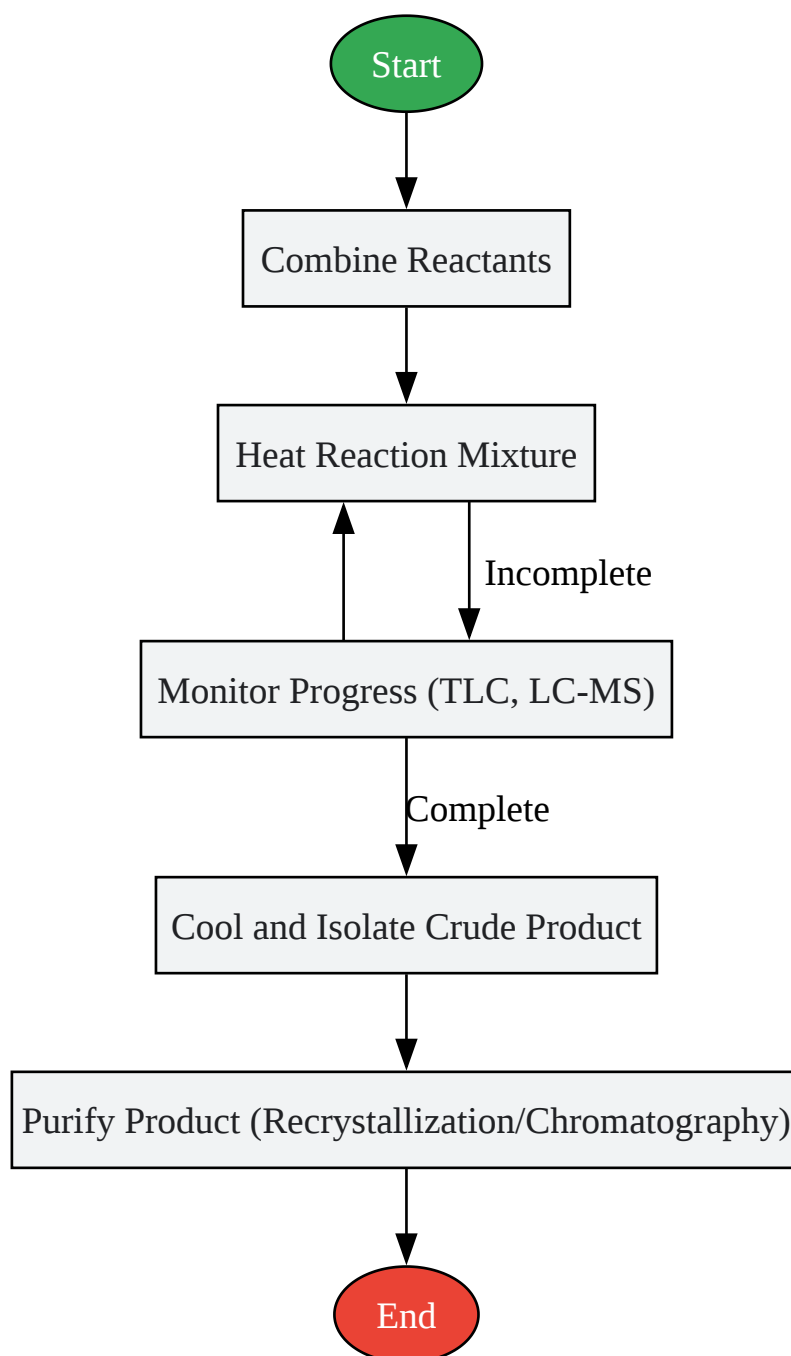 Start
Combine Reactants
Heat Reaction Mixture
Incomplete
Monitor Progress (TLC, LC-MS)
Complete
Cool and Isolate Crude Product
Purify Product (Recrystallization/Chromatography)
End